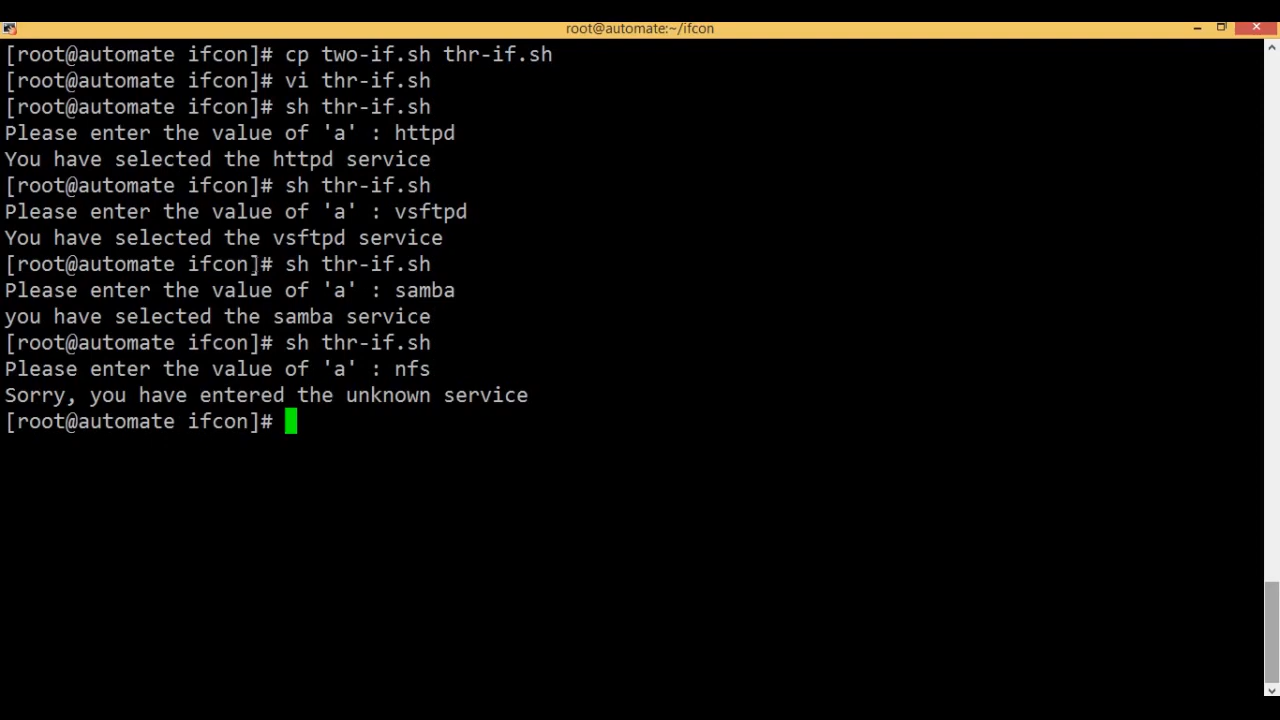 root@automate:~/ifcon
[root@automate ifcon]# cp two-if.sh thr-if.sh
[root@automate ifcon]# vi thr-if.sh
[root@automate ifcon]# sh thr-if.sh
Please enter the value of 'a' : httpd
You have selected the httpd service
[root@automate ifcon]# sh thr-if.sh
Please enter the value of 'a' : vsftpd
You have selected the vsftpd service
[root@automate ifcon]# sh thr-if.sh
Please enter the value of 'a' : samba
you have selected the samba service
[root@automate ifcon]# sh thr-if.sh
Please enter the value of 'a' : nfs
Sorry, you have entered the unknown service
[root@automate ifcon]#